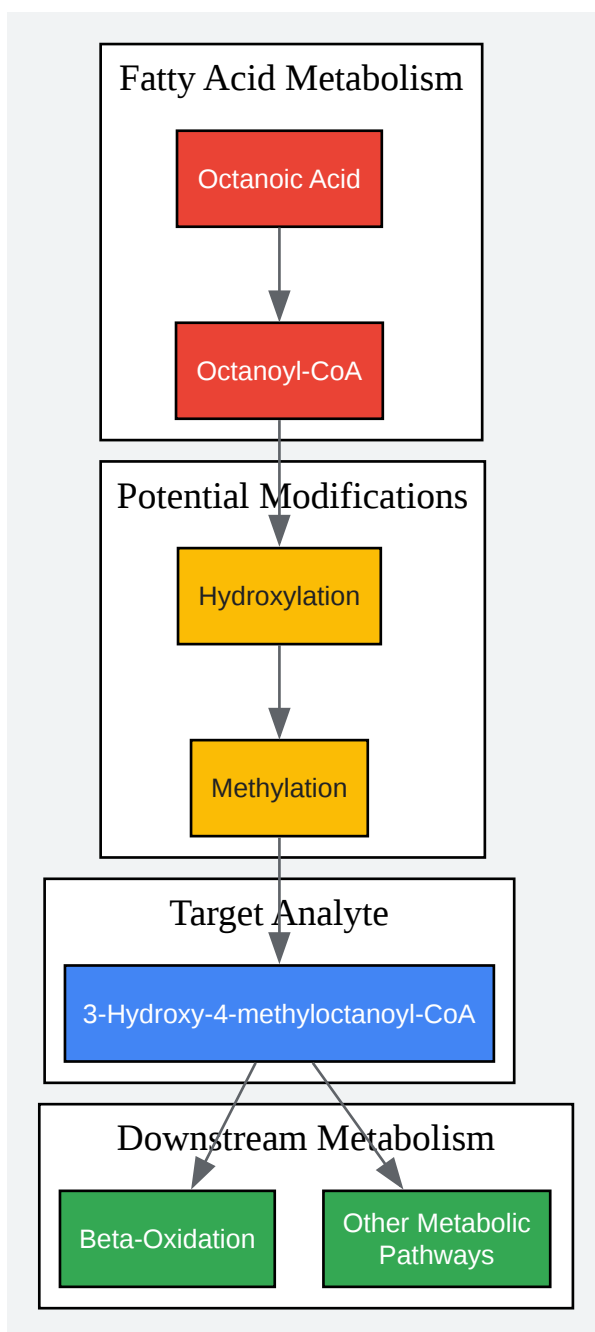 Fatty Acid Metabolism
Octanoic Acid
Octanoyl-CoA
Potential Modifications
Hydroxylation
Methylation
Target Analyte
3-Hydroxy-4-methyloctanoyl-CoA
Downstream Metabolism
Beta-Oxidation
Other Metabolic
Pathways